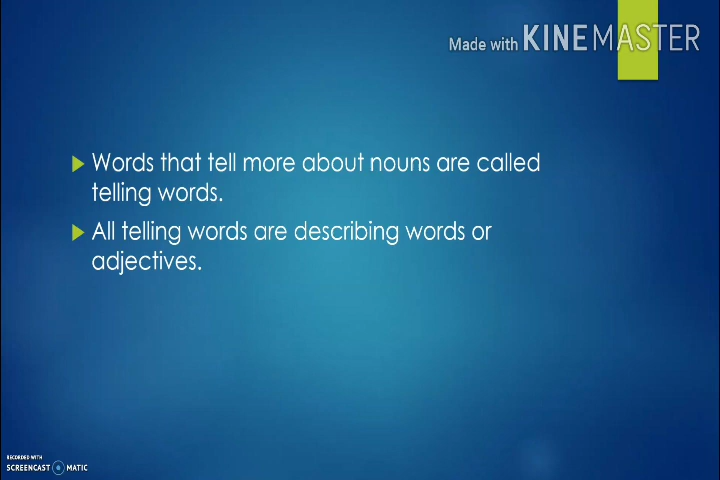 Made with KINEMASTER
Words that tell more about nouns are called
telling words.
All telling words are describing words or
adjectives.
RECORDED WITH
SCREENCAST MATIC